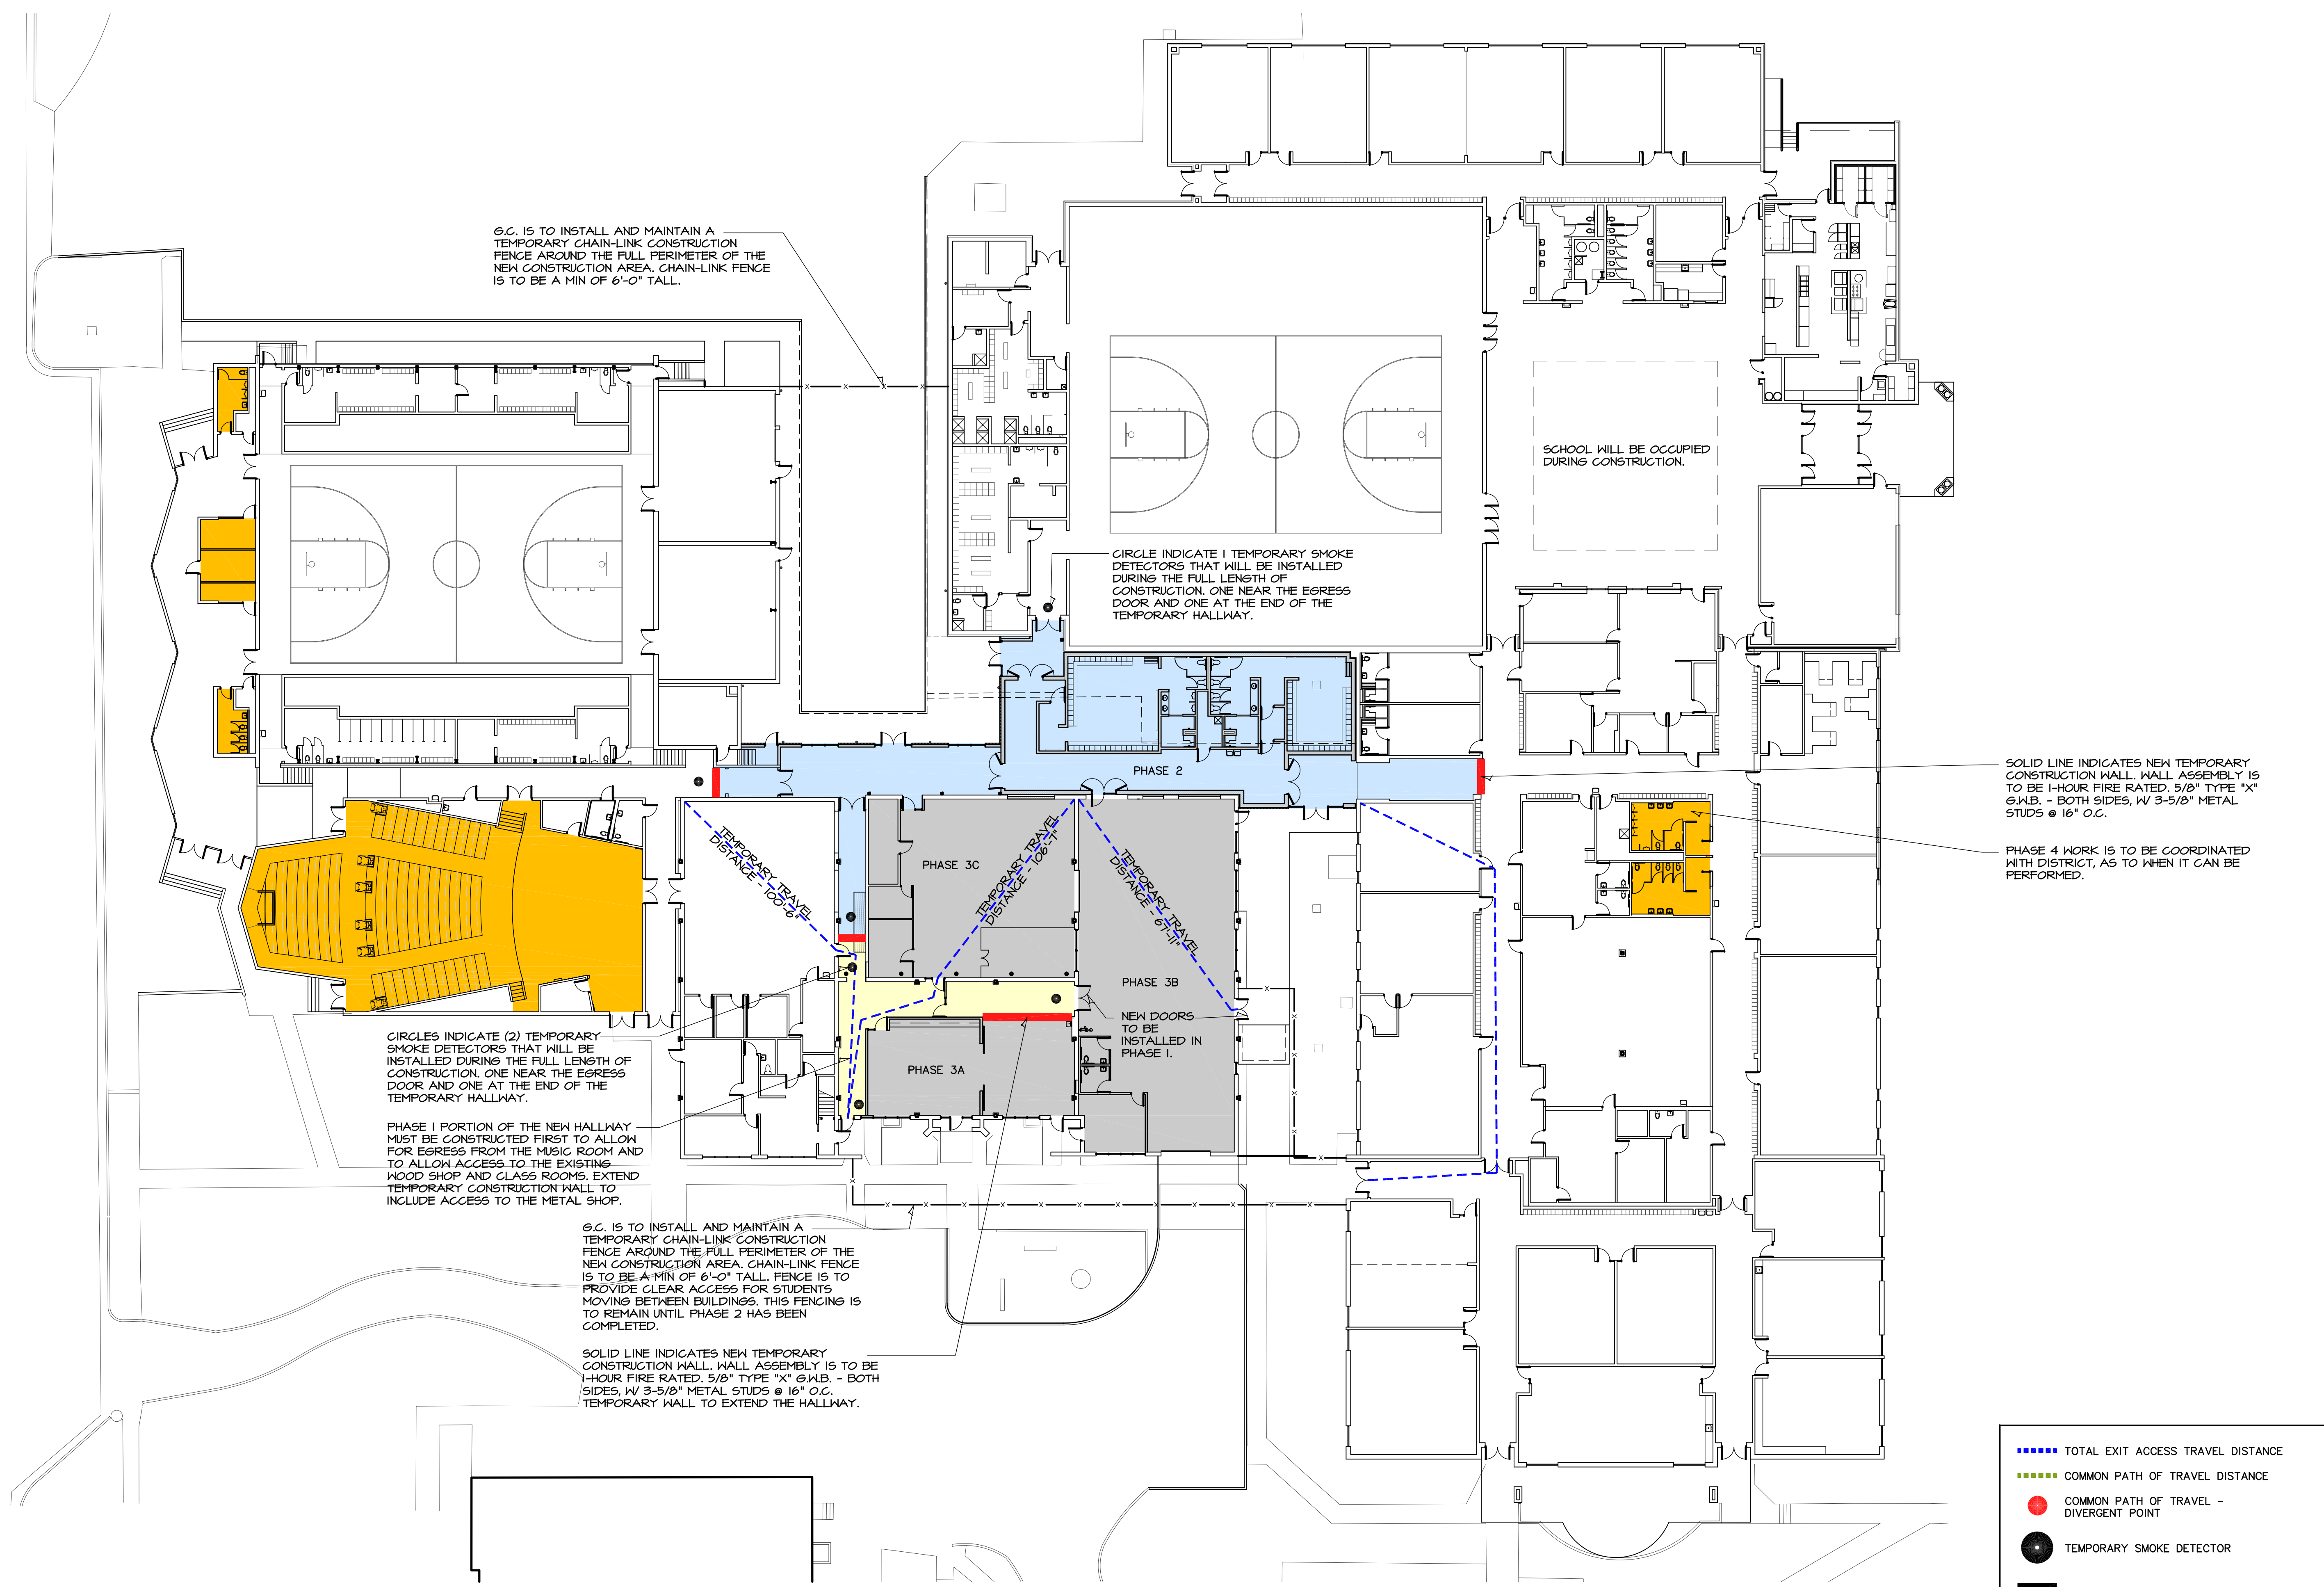 G.C. IS TO INSTALL AND MAINTAIN A
TEMPORARY CHAIN-LINK CONSTRUCTION
FENCE AROUND THE FULL PERIMETER OF THE
NEW CONSTRUCTION AREA. CHAIN-LINK FENCE
IS TO BE A MIN OF 6'-0" TALL.
SCHOOL WILL BE OCCUPIED
DURING CONSTRUCTION.
CIRCLE INDICATE 1 TEMPORARY SMOKE
DETECTORS THAT WILL BE INSTALLED
DURING THE FULL LENGTH OF
CONSTRUCTION. ONE NEAR THE EGRESS
DOOR AND ONE AT THE END OF THE
TEMPORARY HALLWAY.
PHASE 2
SOLID LINE INDICATES NEW TEMPORARY
CONSTRUCTION WALL. WALL ASSEMBLY IS
TO BE 1-HOUR FIRE RATED. 5/8" TYPE "X"
G.W.B. - BOTH SIDES, W/ 3-5/8" METAL
STUDS @ 16" O.C.
PHASE 4 WORK IS TO BE COORDINATED
WITH DISTRICT, AS TO WHEN IT CAN BE
PERFORMED.
TEMPORARY TRAVEL
DISTANCE - 100'-6"
PHASE 3C
TEMPORARY TRAVEL
DISTANCE - 106'-7"
TEMPORARY TRAVEL
DISTANCE - 67'-11"
PHASE 3B
NEW DOORS
TO BE
INSTALLED IN
PHASE 1.
PHASE 3A
CIRCLES INDICATE (2) TEMPORARY
SMOKE DETECTORS THAT WILL BE
INSTALLED DURING THE FULL LENGTH OF
CONSTRUCTION. ONE NEAR THE EGRESS
DOOR AND ONE AT THE END OF THE
TEMPORARY HALLWAY.
PHASE 1 PORTION OF THE NEW HALLWAY
MUST BE CONSTRUCTED FIRST TO ALLOW
FOR EGRESS FROM THE MUSIC ROOM AND
TO ALLOW ACCESS TO THE EXISTING
WOOD SHOP AND CLASS ROOMS. EXTEND
TEMPORARY CONSTRUCTION WALL TO
INCLUDE ACCESS TO THE METAL SHOP.
G.C. IS TO INSTALL AND MAINTAIN A
TEMPORARY CHAIN-LINK CONSTRUCTION
FENCE AROUND THE FULL PERIMETER OF THE
NEW CONSTRUCTION AREA. CHAIN-LINK FENCE
IS TO BE A MIN OF 6'-0" TALL. FENCE IS TO
PROVIDE CLEAR ACCESS FOR STUDENTS
MOVING BETWEEN BUILDINGS. THIS FENCING IS
TO REMAIN UNTIL PHASE 2 HAS BEEN
COMPLETED.
SOLID LINE INDICATES NEW TEMPORARY
CONSTRUCTION WALL. WALL ASSEMBLY IS TO BE
1-HOUR FIRE RATED. 5/8" TYPE "X" G.W.B. - BOTH
SIDES, W/ 3-5/8" METAL STUDS @ 16" O.C.
TEMPORARY WALL TO EXTEND THE HALLWAY.
TOTAL EXIT ACCESS TRAVEL DISTANCE
COMMON PATH OF TRAVEL DISTANCE
COMMON PATH OF TRAVEL -
DIVERGENT POINT
TEMPORARY SMOKE DETECTOR